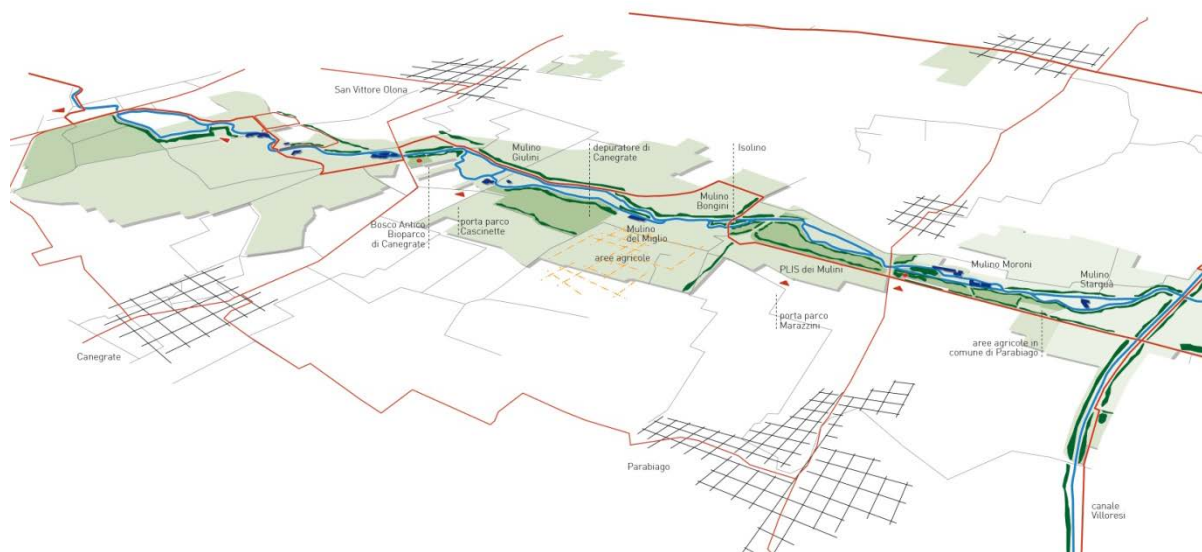 San Vittore Olona
Mulino
Giulini
depuratore di
Canegrate
Isolino
Mulino
Bongini
Bosco Antico
Bioparco
di Canegrate
porta parco
Cascinette
Mulino
del Miglio
aree agricole
PLIS dei Mulini
Mulino Moroni
Mulino
Starquà
porta parco
Marazzini
aree agricole in
comune di Parabiago
Canegrate
Parabiago
canale
Villoresi